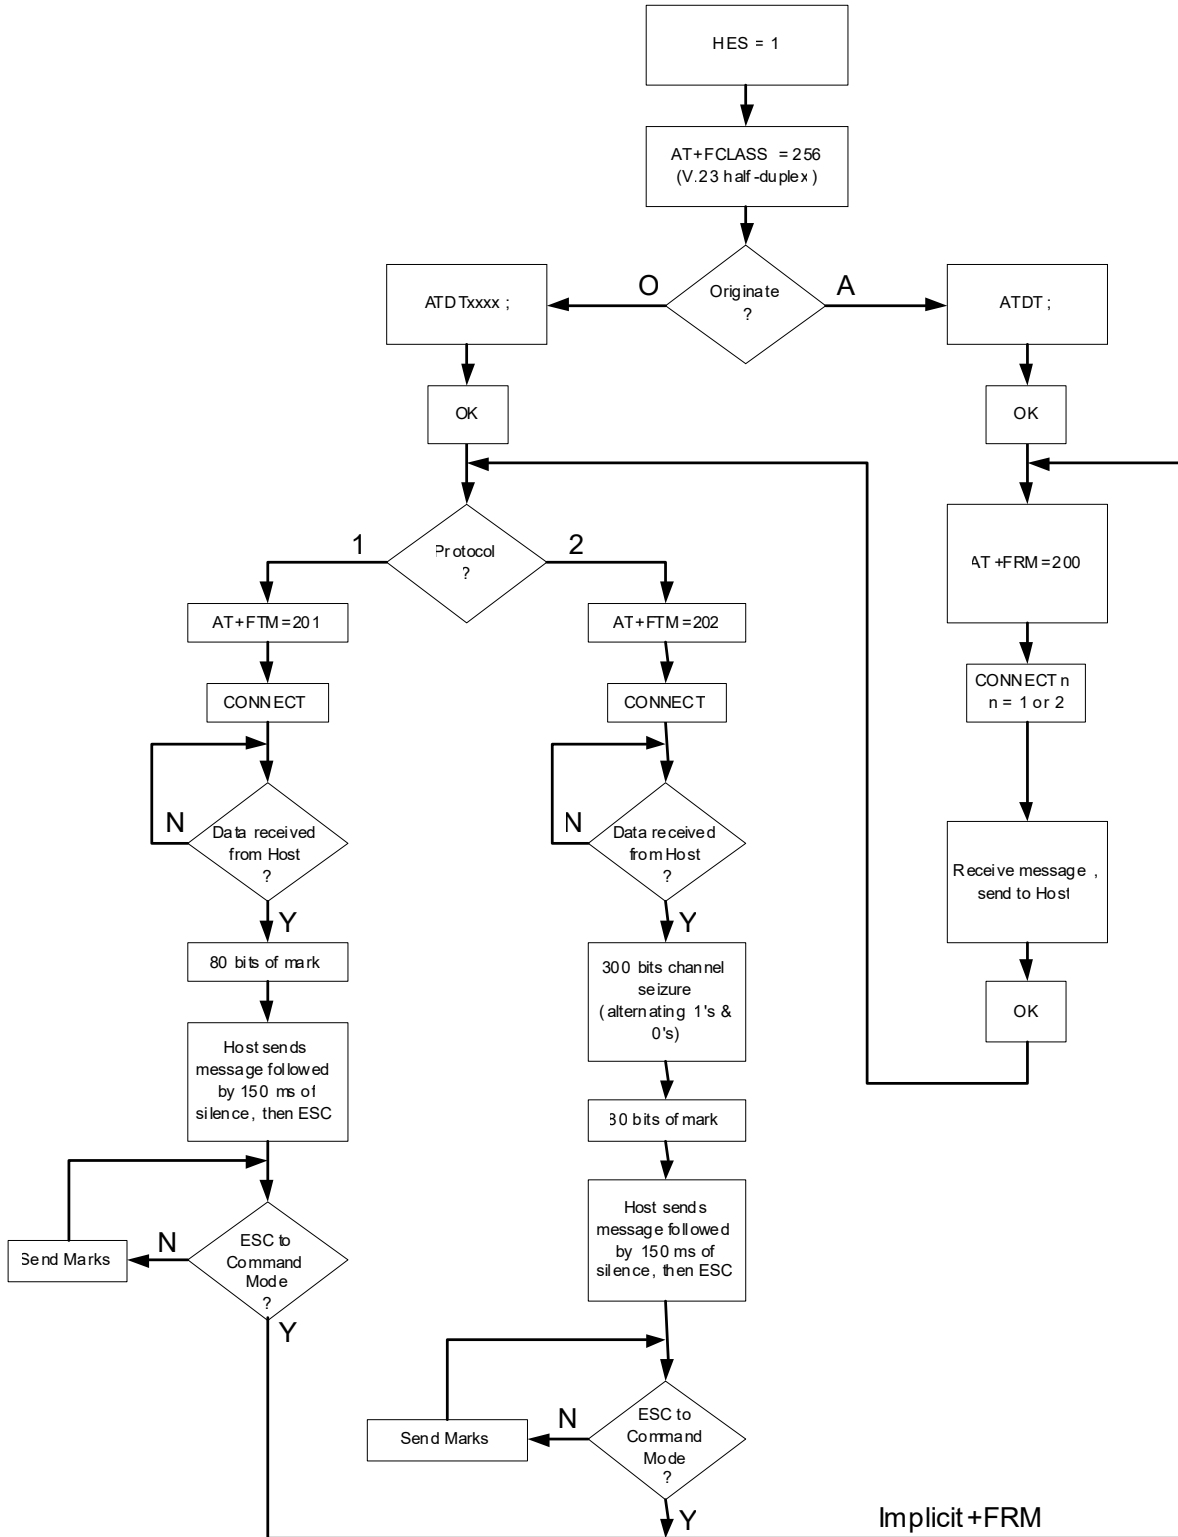 HES = 1
AT+FCLASS = 256
(V.23 half-duplex)
Originate
?
O
A
ATDTxxxx ;
ATDT ;
OK
OK
Protocol
?
1
2
AT+FRM=200
AT+FTM=201
AT+FTM=202
CONNECT
CONNECT
CONNECT n
n = 1 or 2
Data received
from Host
?
N
Y
Data received
from Host
?
N
Y
Receive message ,
send to Host
80 bits of mark
300 bits channel
seizure
(alternating 1's &
0's)
OK
Host sends
message followed
by 150 ms of
silence, then ESC
80 bits of mark
Host sends
message followed
by 150 ms of
silence, then ESC
Send Marks
N
ESC to
Command
Mode
?
Y
Send Marks
N
ESC to
Command
Mode
?
Y
Implicit +FRM